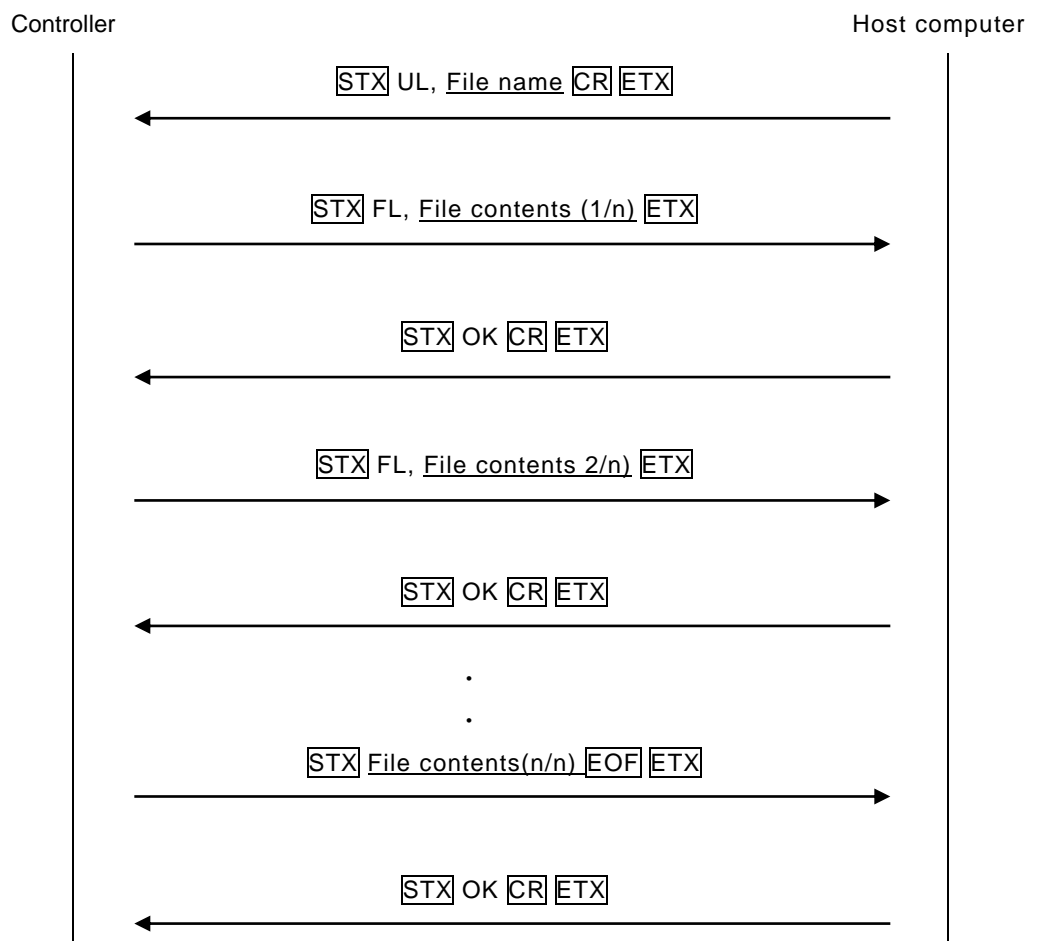 Controller Host computer
STX UL, File name CR ETX
STX FL, File contents (1/n) ETX
STX OK CR ETX
STX FL, File contents 2/n) ETX
STX OK CR ETX
.
.
STX File contents(n/n) EOF ETX
STX OK CR ETX